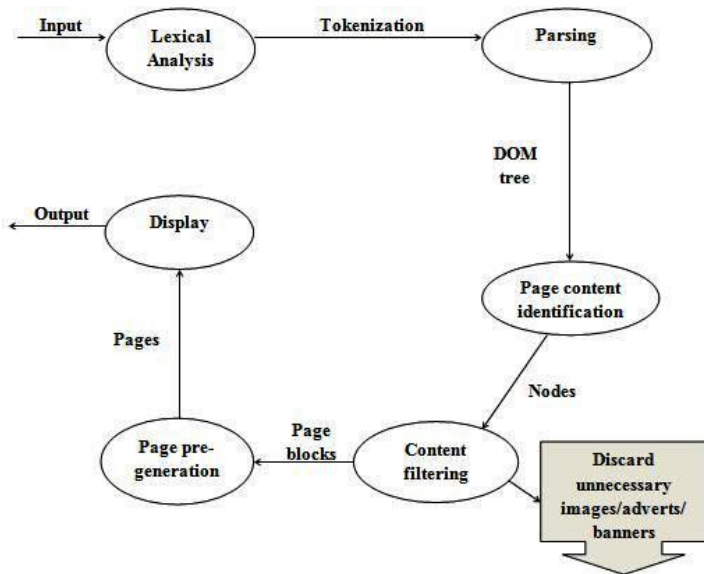 Input
Lexical
Analysis
Tokenization
Parsing
DOM
tree
Output
Display
Page content
identification
Pages
Nodes
Page pre-
generation
Page
blocks
Content
filtering
Discard
unnecessary
images/adverts/
banners